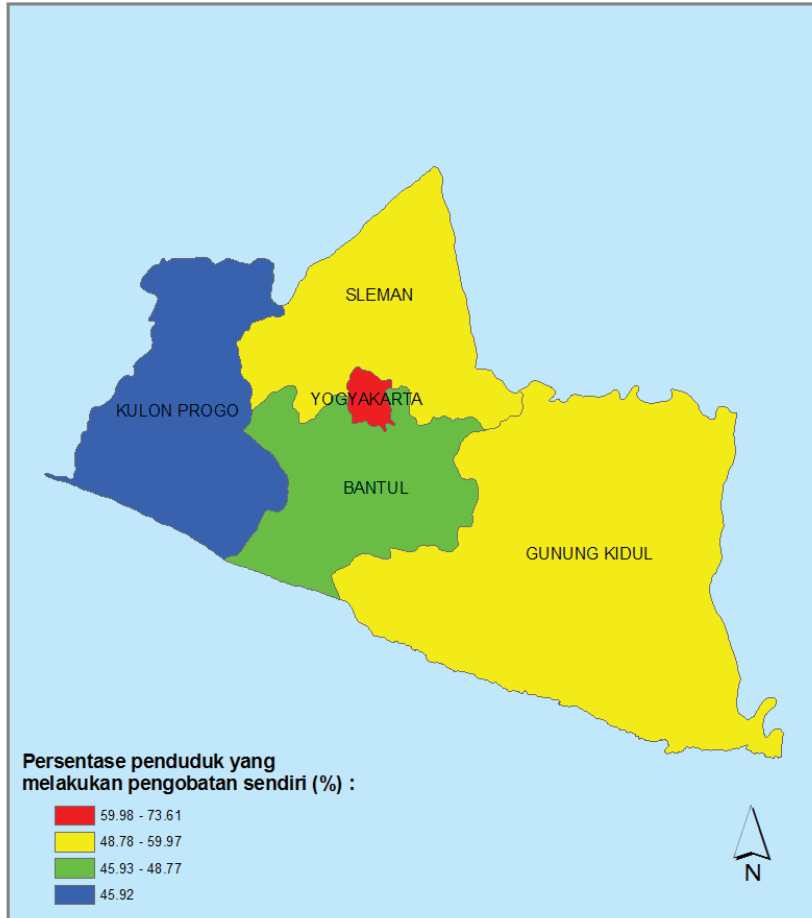 SLEMAN
YOGYAKARTA
KULON PROGO
BANTUL
GUNUNG KIDUL
Persentase penduduk yang
melakukan pengobatan sendiri (%) :
59.98 - 73.61
48.78 - 59.97
45.93 - 48.77
45.92
N